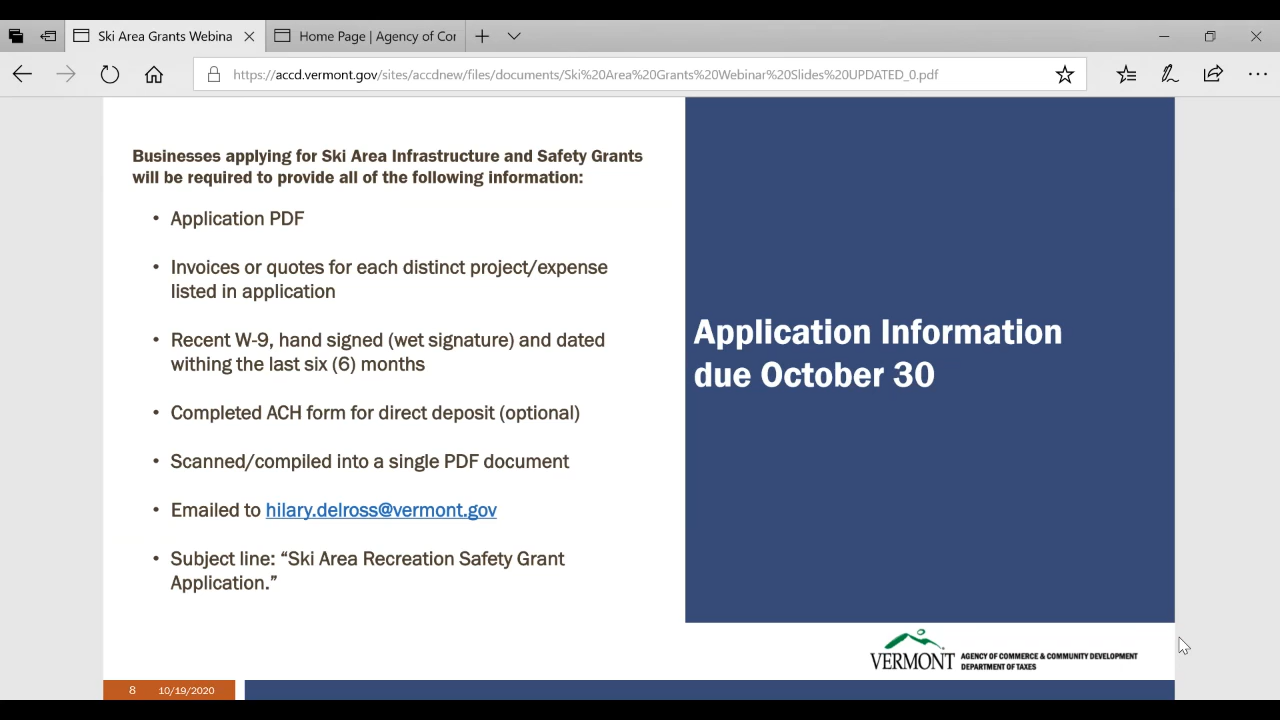 Ski Area Grants Webina
Home Page | Agency of Cor
https://accd.vermont.gov/sites/accdnew/files/documents/Ski%20Area%20Grants%20Webinar%20Slides%20UPDATED_0.pdf
Businesses applying for Ski Area Infrastructure and Safety Grants
will be required to provide all of the following information:
• Application PDF
• Invoices or quotes for each distinct project/expense
listed in application
• Recent W-9, hand signed (wet signature) and dated
withing the last six (6) months
• Completed ACH form for direct deposit (optional)
• Scanned/compiled into a single PDF document
• Emailed to hilary.delross@vermont.gov
• Subject line: “Ski Area Recreation Safety Grant
Application.”
Application Information
due October 30
VERMONT
AGENCY OF COMMERCE & COMMUNITY DEVELOPMENT
DEPARTMENT OF TAXES
8 10/19/2020